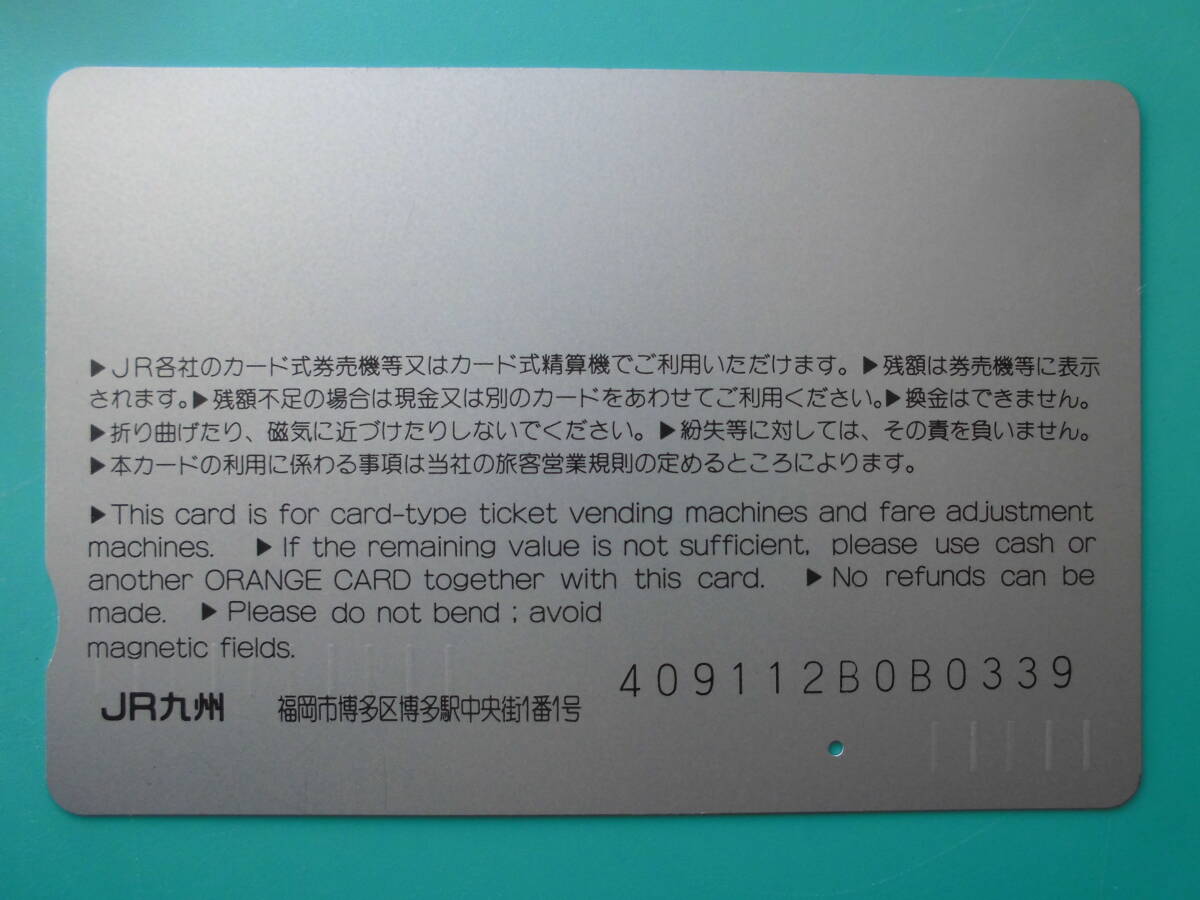 ▶JR各社のカード式券売機等又はカード式精算機でご利用いただけます。▶残額は券売機等に表示
されます。▶残額不足の場合は現金又は別のカードをあわせてご利用ください。▶換金はできません。
▶折り曲げたり、磁気に近づけたりしないでください。▶紛失等に対しては、その責を負いません。
▶本カードの利用に係わる事項は当社の旅客営業規則の定めるところによります。
▶This card is for card-type ticket vending machines and fare adjustment
machines. ▶If the remaining value is not sufficient, please use cash or
another ORANGE CARD together with this card. ▶No refunds can be
made. ▶Please do not bend; avoid
magnetic fields.
409112B0B0339
JR九州 福岡市博多区博多駅中央街1番1号